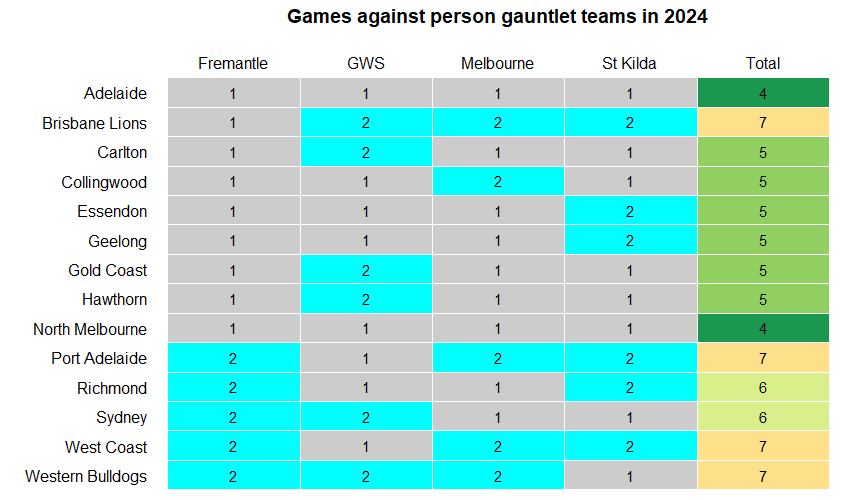 Games against person gauntlet teams in 2024
Fremantle GWS Melbourne St Kilda Total
Adelaide 1 1 1 1 4
Brisbane Lions 1 2 2 2 7
Carlton 1 2 1 1 5
Collingwood 1 1 2 1 5
Essendon 1 1 1 2 5
Geelong 1 1 1 2 5
Gold Coast 1 2 1 1 5
Hawthorn 1 2 1 1 5
North Melbourne 1 1 1 1 4
Port Adelaide 2 1 2 2 7
Richmond 2 1 1 2 6
Sydney 2 2 1 1 6
West Coast 2 1 2 2 7
Western Bulldogs 2 2 2 1 7